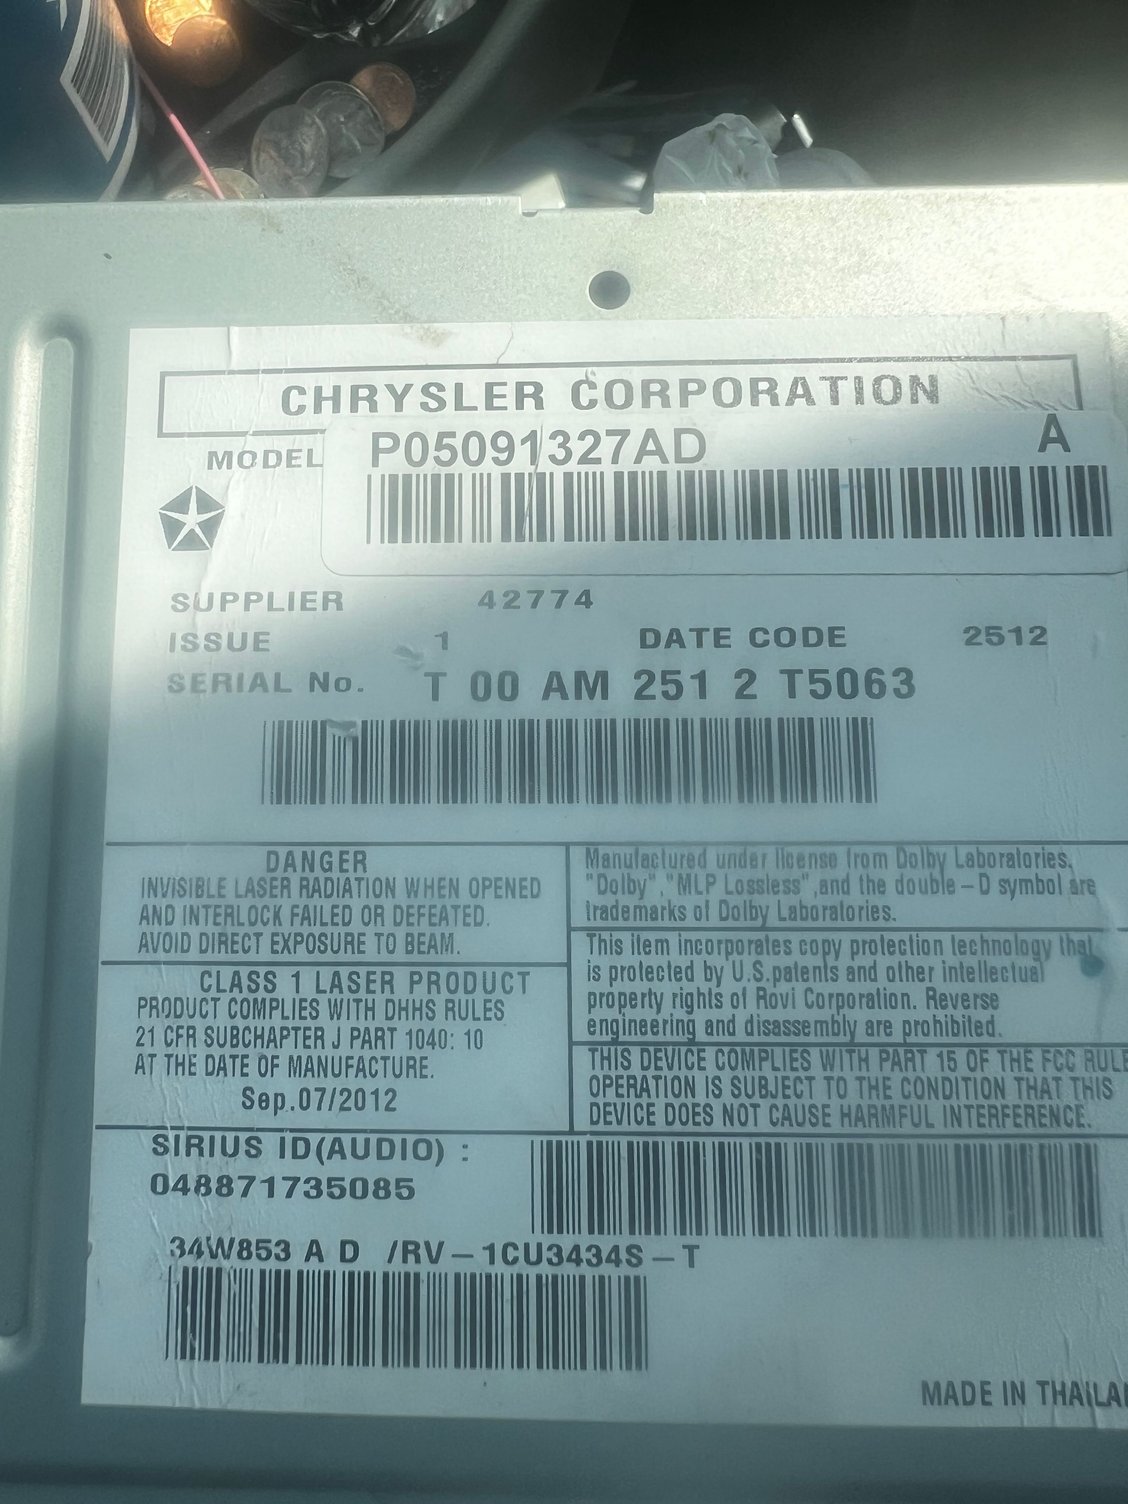 CHRYSLER CORPORATION
MODEL P05091327AD A
SUPPLIER 42774
ISSUE 1 DATE CODE 2512
SERIAL No. T 00 AM 251 2 T5063
DANGER
INVISIBLE LASER RADIATION WHEN OPENED
AND INTERLOCK FAILED OR DEFEATED.
AVOID DIRECT EXPOSURE TO BEAM.
CLASS 1 LASER PRODUCT
PRODUCT COMPLIES WITH DHHS RULES
21 CFR SUBCHAPTER J PART 1040: 10
AT THE DATE OF MANUFACTURE.
Sep.07/2012
Manufactured under license from Dolby Laboratories.
"Dolby","MLP Lossless",and the double-D symbol are
trademarks of Dolby Laboratories.
This item incorporates copy protection technology that
is protected by U.S.patents and other intellectual
property rights of Rovi Corporation. Reverse
engineering and disassembly are prohibited.
THIS DEVICE COMPLIES WITH PART 15 OF THE FCC RULE
OPERATION IS SUBJECT TO THE CONDITION THAT THIS
DEVICE DOES NOT CAUSE HARMFUL INTERFERENCE.
SIRIUS ID(AUDIO) :
048871735085
34W853 A D /RV-1CU3434S-T
MADE IN THAILA